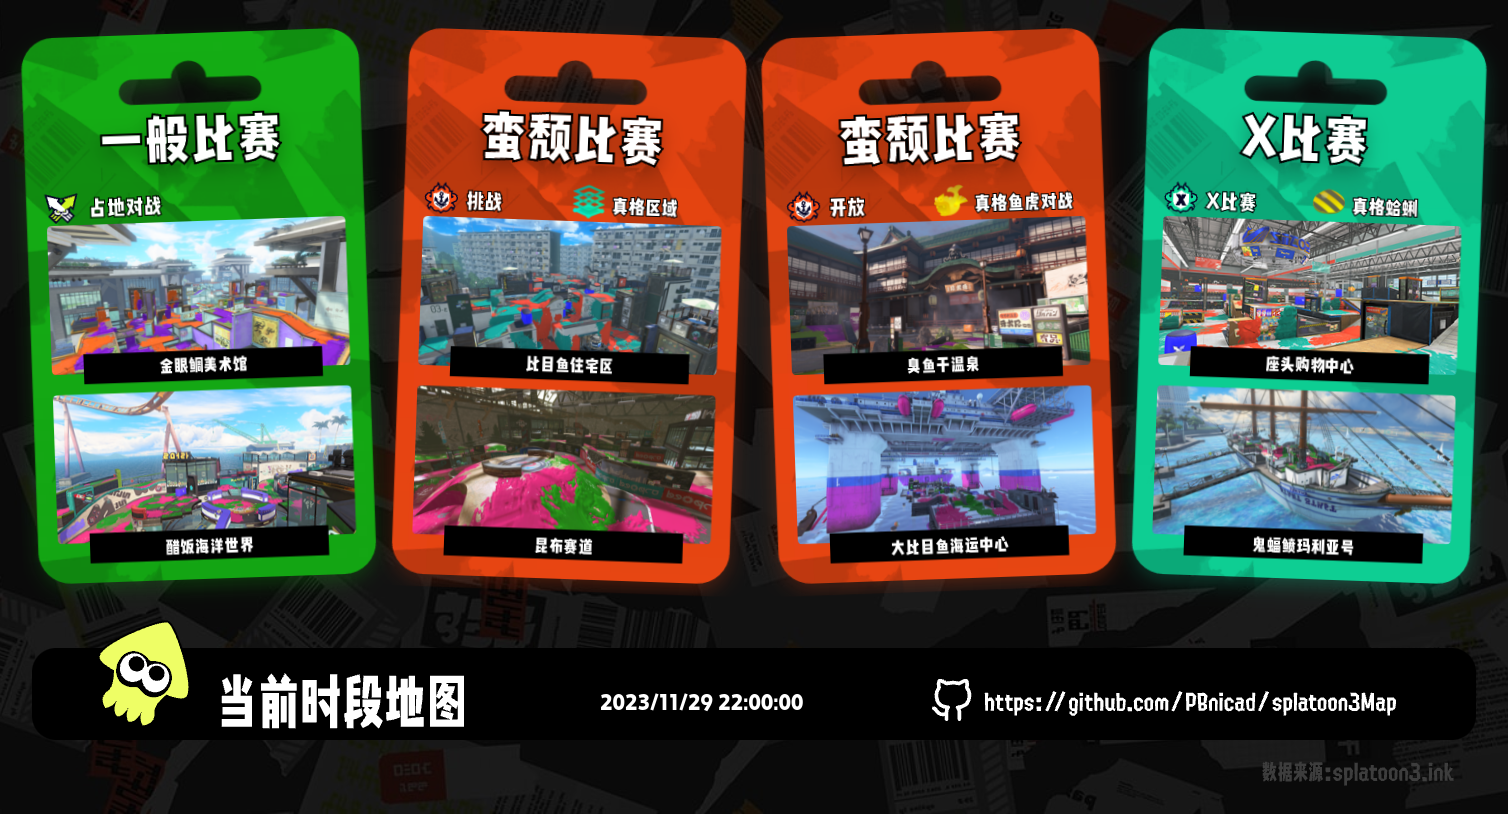 一般比赛
占地对战
金眼鲷美术馆
醋饭海洋世界
蛮颓比赛
挑战
真格区域
比目鱼住宅区
昆布赛道
蛮颓比赛
开放
真格鱼虎对战
臭鱼干温泉
大比目鱼海运中心
X比赛
X比赛
真格蛤蜊
座头购物中心
鬼蝠鲼玛利亚号
当前时段地图
2023/11/29 22:00:00
https://github.com/PBnicad/splatoon3Map
数据来源:splatoon3.ink